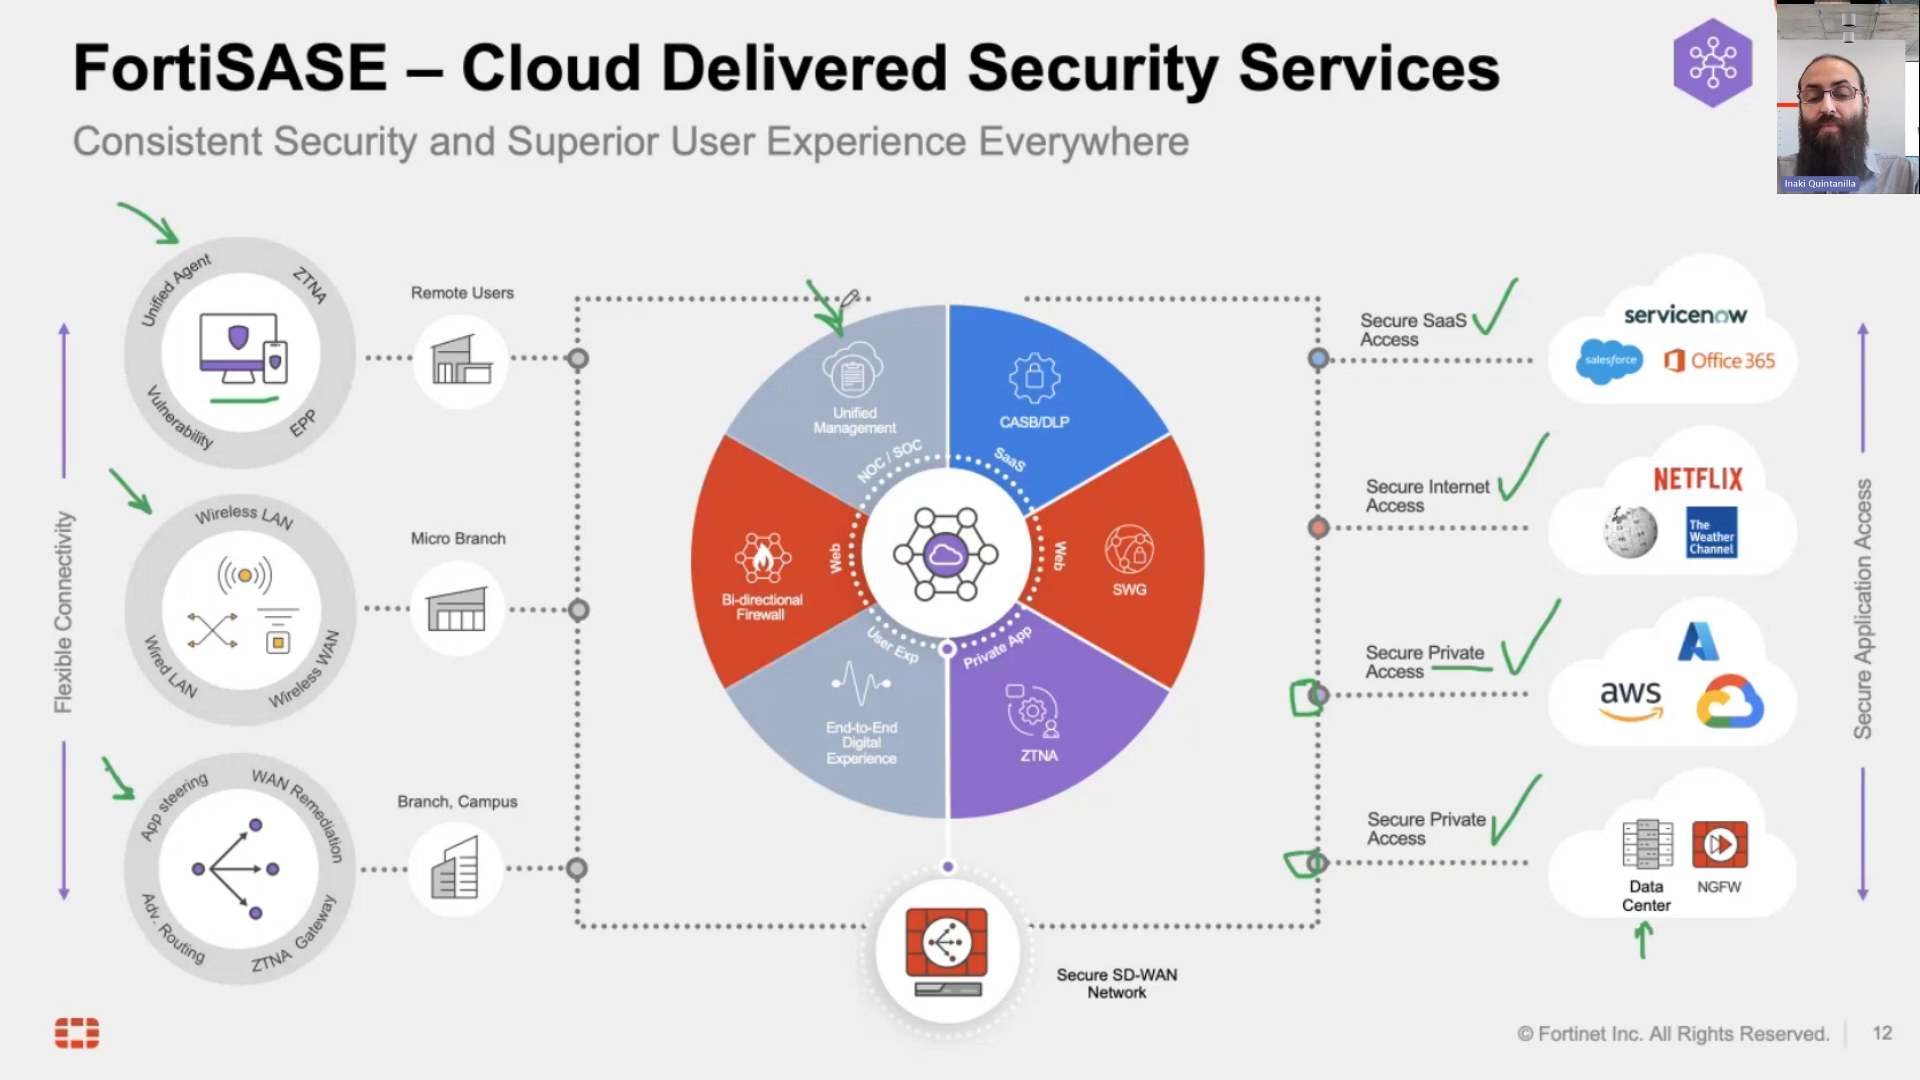 FortiSASE – Cloud Delivered Security Services
Consistent Security and Superior User Experience Everywhere
Inaki Quintanilla
Flexible Connectivity
Unified Agent
ZTNA
Vulnerability
EPP
Remote Users
Wireless LAN
Wired LAN
Wireless WAN
Micro Branch
App steering
WAN Remediation
Adv. Routing
ZTNA Gateway
Branch, Campus
Unified
Management
NOC / SOC
CASB/DLP
SaaS
Bi-directional
Firewall
Web
SWG
Web
End-to-End
Digital
Experience
User Exp
ZTNA
Private App
Secure SD-WAN
Network
Secure SaaS
Access
servicenow
salesforce
Office 365
Secure Internet
Access
NETFLIX
The
Weather
Channel
Secure Private
Access
aws
Secure Private
Access
Data
Center
NGFW
Secure Application Access
© Fortinet Inc. All Rights Reserved.
12